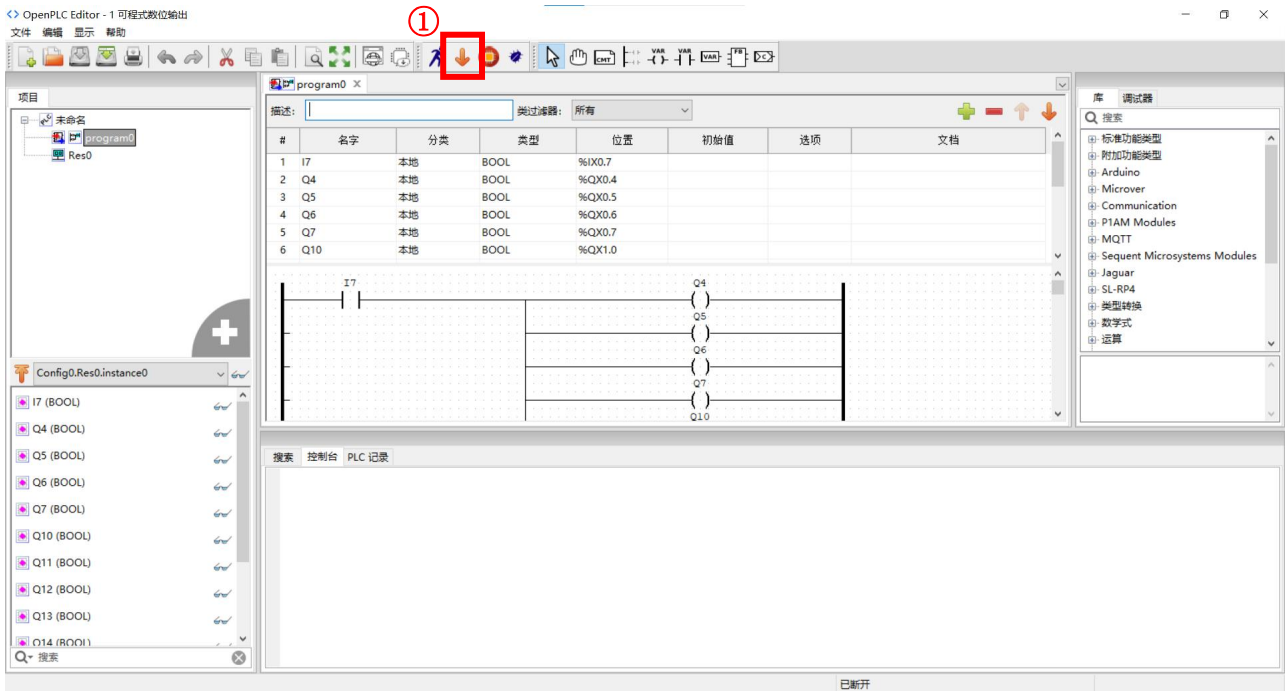 OpenPLC Editor - 1 可程式数位输出
①
文件 编辑 显示 帮助
CMT VAR VAR VAR FB
项目
未命名
program0
Res0
program0
描述: 类过滤器: 所有
# 名字 分类 类型 位置 初始值 选项 文档
1 I7 本地 BOOL %IX0.7
2 Q4 本地 BOOL %QX0.4
3 Q5 本地 BOOL %QX0.5
4 Q6 本地 BOOL %QX0.6
5 Q7 本地 BOOL %QX0.7
6 Q10 本地 BOOL %QX1.0
I7 Q4
Q5
Q6
Q7
Q10
库 调试器
搜索
标准功能类型
附加功能类型
Arduino
Microver
Communication
P1AM Modules
MQTT
Sequent Microsystems Modules
Jaguar
SL-RP4
类型转换
数学式
运算
Config0.Res0.instance0
I7 (BOOL)
Q4 (BOOL)
Q5 (BOOL)
Q6 (BOOL)
Q7 (BOOL)
Q10 (BOOL)
Q11 (BOOL)
Q12 (BOOL)
Q13 (BOOL)
Q14 (BOOL)
搜索
搜索 控制台 PLC 记录
已断开